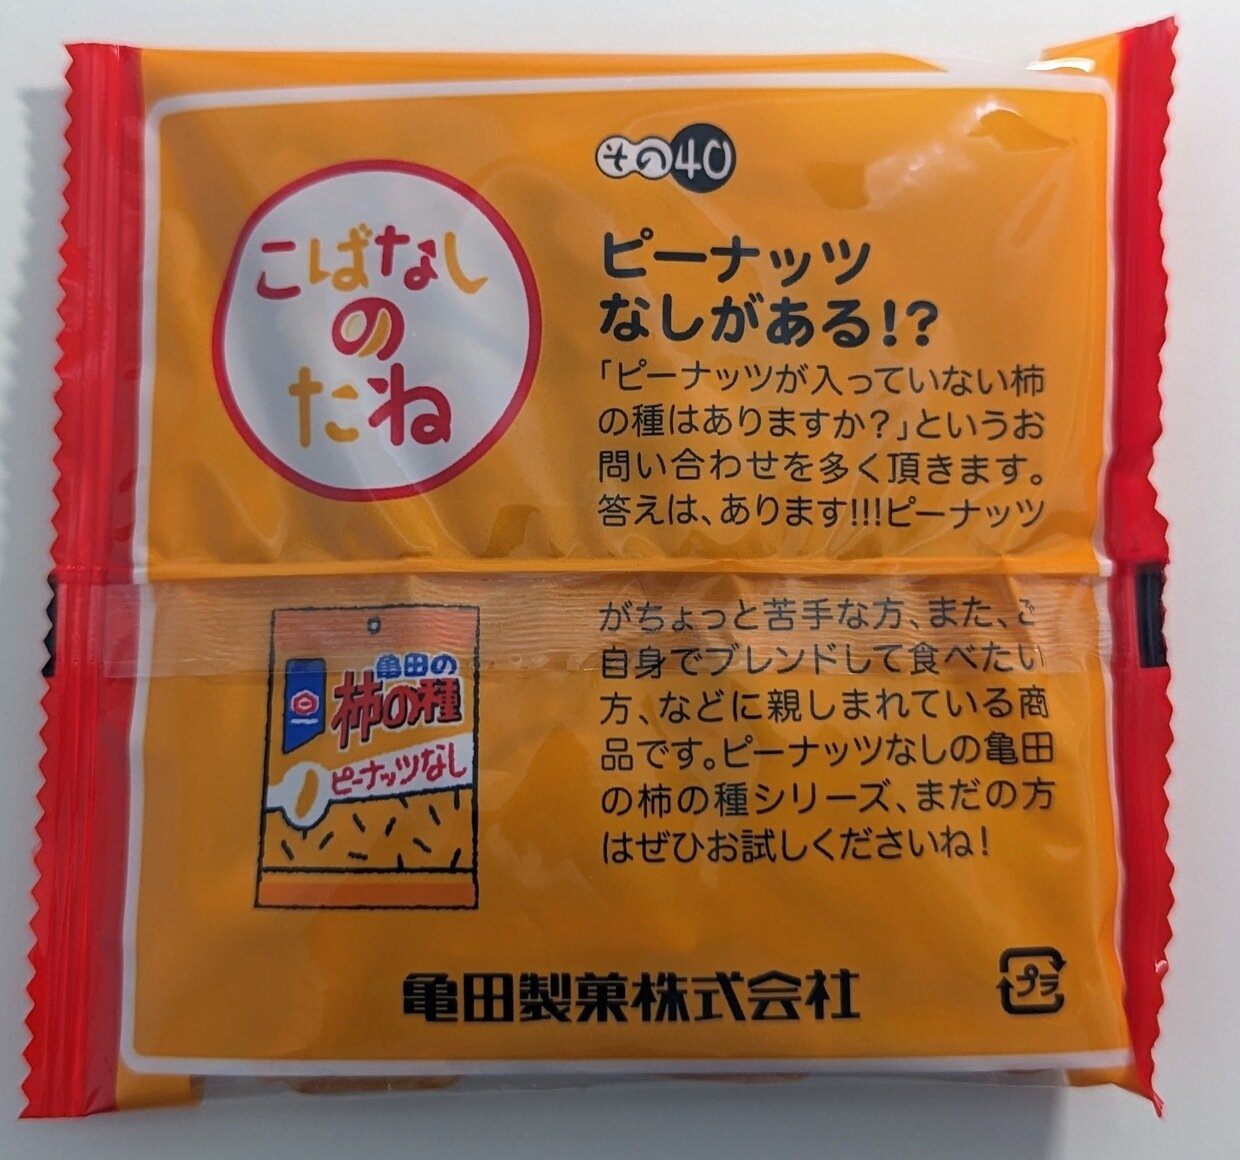 こばなし
の
たね
その40
ピーナッツ
なしがある!?
「ピーナッツが入っていない柿
の種はありますか?」というお
問い合わせを多く頂きます。
答えは、あります!!!ピーナッツ
がちょっと苦手な方、また、ご
自身でブレンドして食べたい
方、などに親しまれている商
品です。ピーナッツなしの亀田
の柿の種シリーズ、まだの方
はぜひお試しくださいね!
亀田の
柿の種
ピーナッツなし
亀田製菓株式会社
プラ